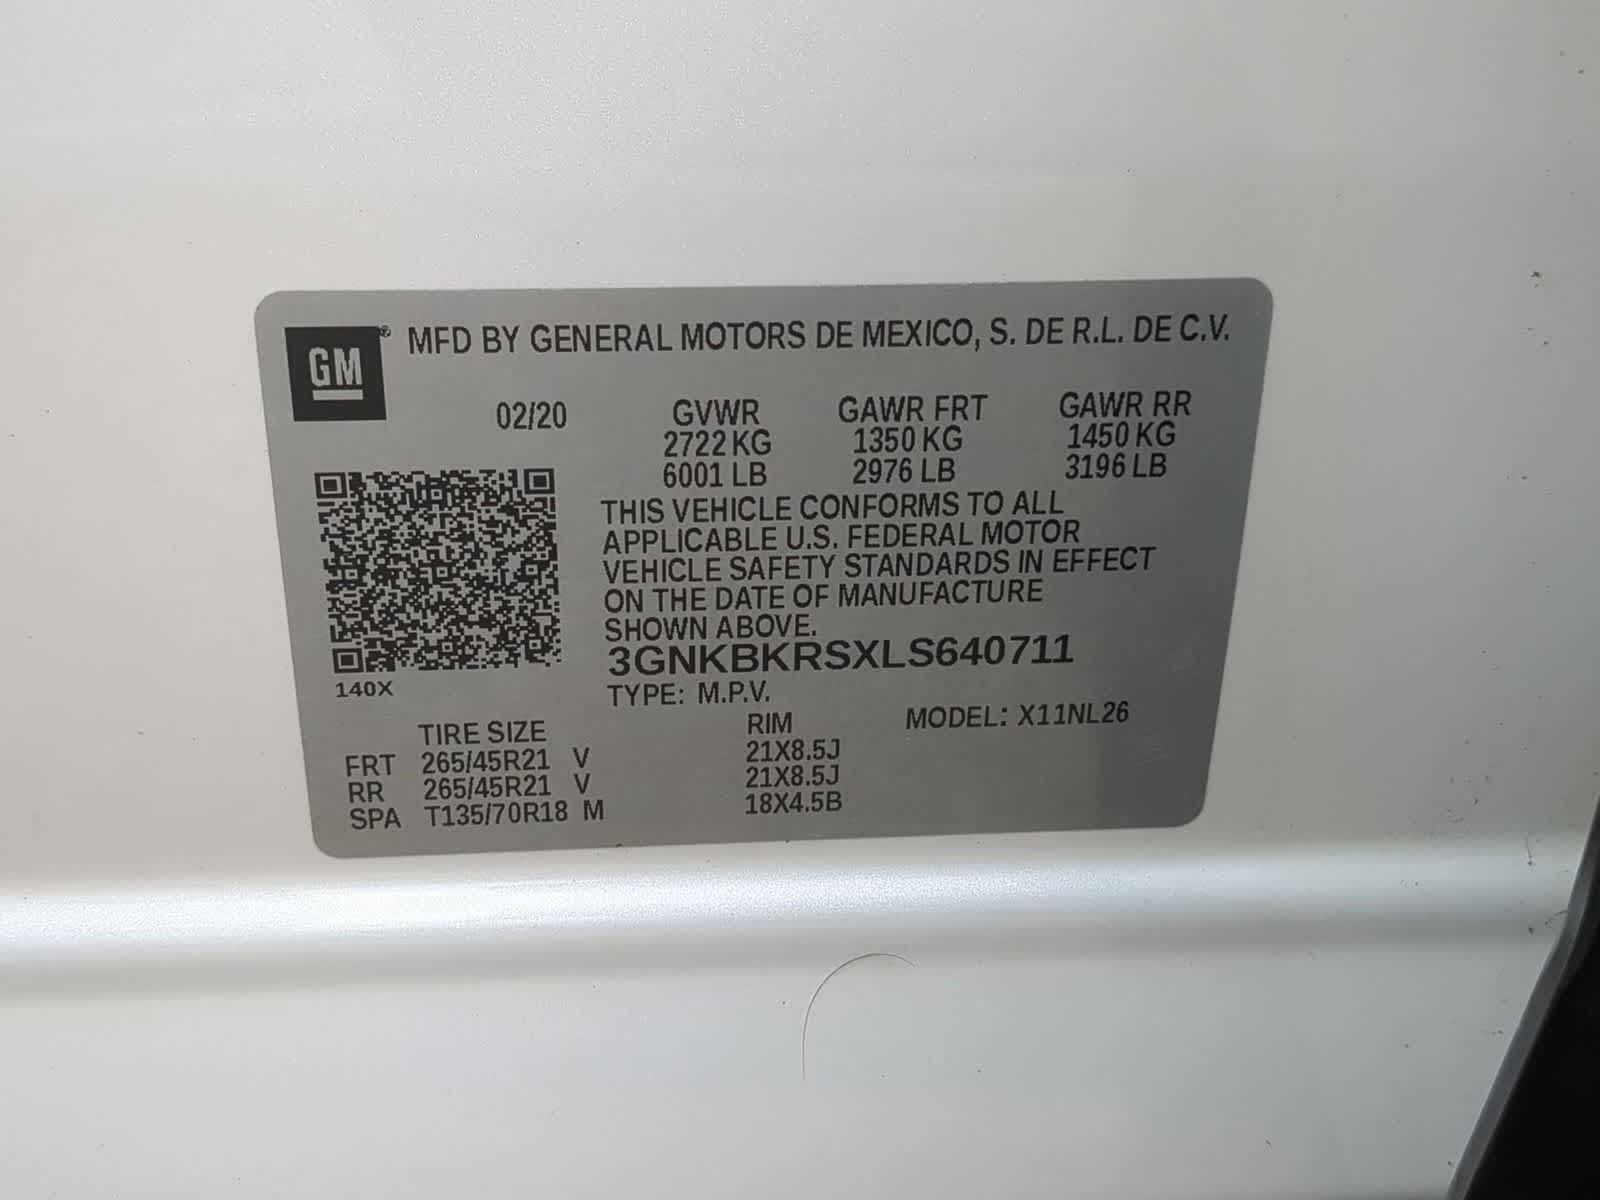 GM® MFD BY GENERAL MOTORS DE MEXICO, S. DE R.L. DE C.V.
02/20 GVWR GAWR FRT GAWR RR
2722 KG 1350 KG 1450 KG
6001 LB 2976 LB 3196 LB
THIS VEHICLE CONFORMS TO ALL
APPLICABLE U.S. FEDERAL MOTOR
VEHICLE SAFETY STANDARDS IN EFFECT
ON THE DATE OF MANUFACTURE
SHOWN ABOVE.
3GNKBKRSXLS640711
140X
TYPE: M.P.V.
TIRE SIZE RIM MODEL: X11NL26
FRT 265/45R21 V 21X8.5J
RR 265/45R21 V 21X8.5J
SPA T135/70R18 M 18X4.5B